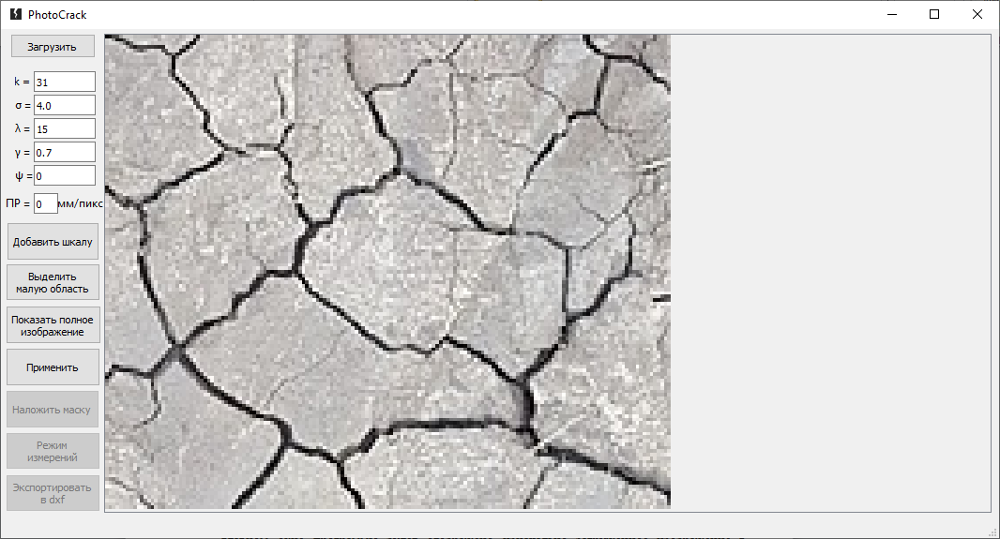 PhotoCrack
Загрузить
k = 31
σ = 4.0
λ = 15
γ = 0.7
ψ = 0
ПР = 0 мм/пикс
Добавить шкалу
Выделить
малую область
Показать полное
изображение
Применить
Наложить маску
Режим
измерений
Экспортировать
в dxf